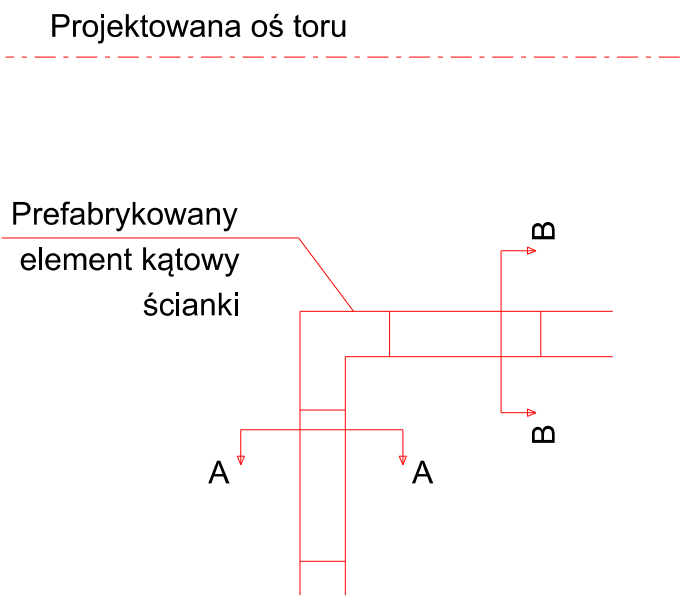 Projektowana oś toru
Prefabrykowany
element kątowy
ścianki
B
B
A
A